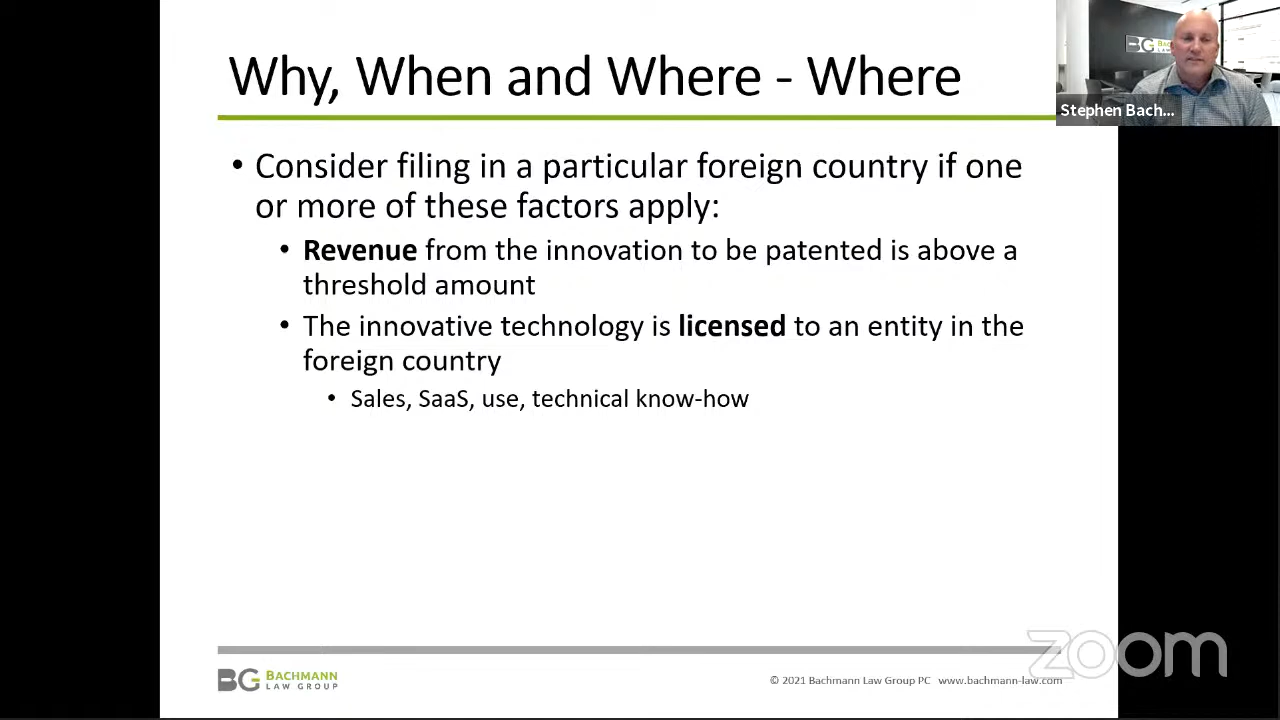 Why, When and Where - Where
BG
Stephen Bach...
• Consider filing in a particular foreign country if one
or more of these factors apply:
• Revenue from the innovation to be patented is above a
threshold amount
• The innovative technology is licensed to an entity in the
foreign country
• Sales, SaaS, use, technical know-how
zoom
BG BACHMANN
LAW GROUP
© 2021 Bachmann Law Group PC www.bachmann-law.com